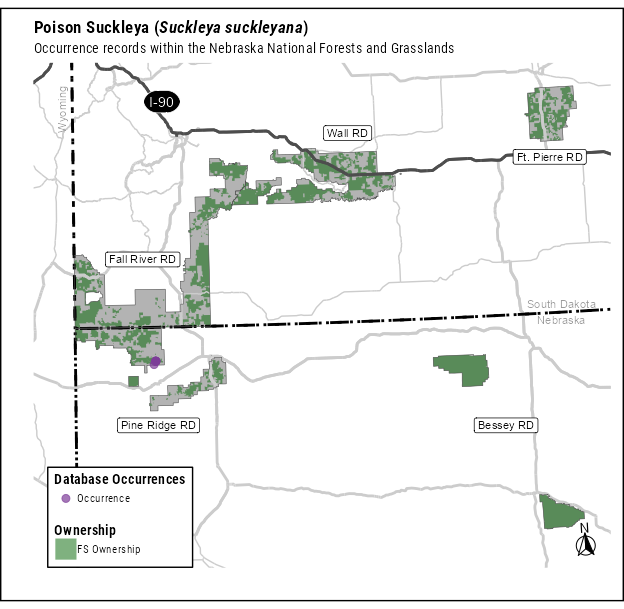 Poison Suckleya (Suckleya suckleyana)
Occurrence records within the Nebraska National Forests and Grasslands
Wyoming
I-90
Wall RD
Ft. Pierre RD
Fall River RD
South Dakota
Nebraska
Pine Ridge RD
Bessey RD
Database Occurrences
Occurrence
Ownership
FS Ownership
N